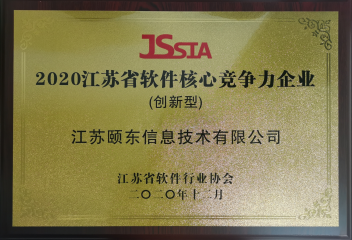 JSSIA
2020江苏省软件核心竞争力企业
(创新型)
江苏颐东信息技术有限公司
江苏省软件行业协会
二〇二〇年十二月